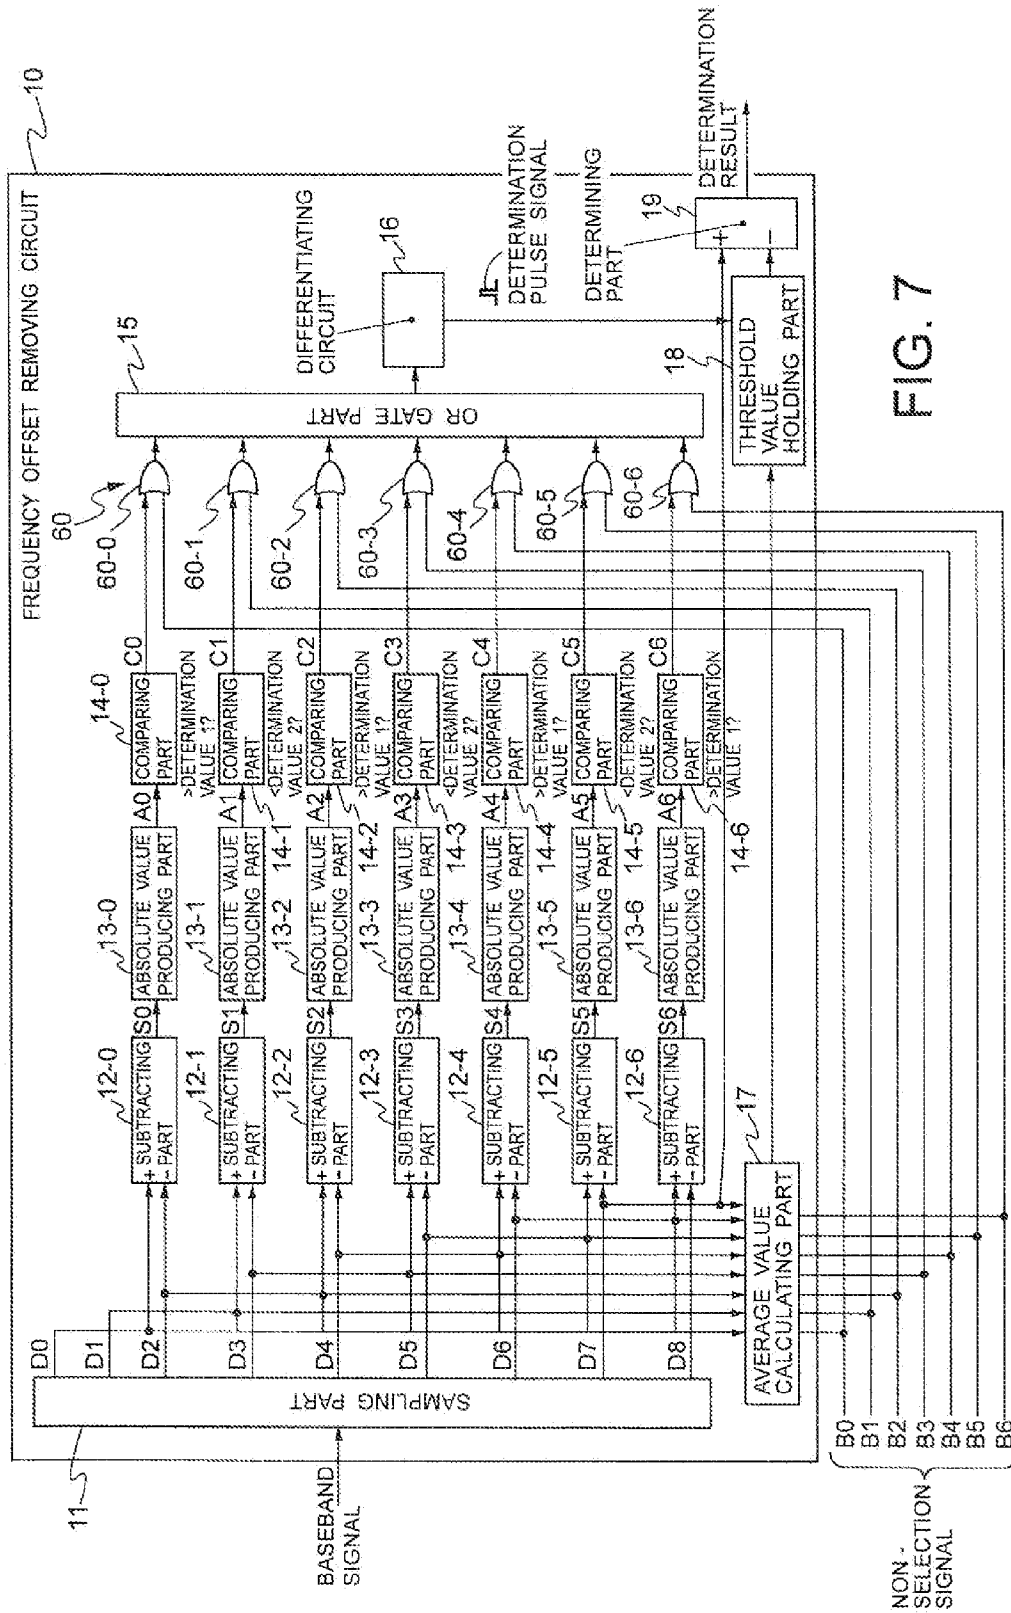 FREQUENCY OFFSET REMOVING CIRCUIT
10
11
SAMPLING PART
BASEBAND
SIGNAL
D0
D1
D2
D3
D4
D5
D6
D7
D8
12-0
+ SUBTRACTING
- PART
S0
13-0
ABSOLUTE VALUE
PRODUCING PART
A0
14-0
COMPARING
PART
C0
>DETERMINATION
VALUE 1?
12-1
+ SUBTRACTING
- PART
S1
13-1
ABSOLUTE VALUE
PRODUCING PART
A1
14-1
COMPARING
PART
C1
<DETERMINATION
VALUE 2?
12-2
+ SUBTRACTING
- PART
S2
13-2
ABSOLUTE VALUE
PRODUCING PART
A2
14-2
COMPARING
PART
C2
>DETERMINATION
VALUE 1?
12-3
+ SUBTRACTING
- PART
S3
13-3
ABSOLUTE VALUE
PRODUCING PART
A3
14-3
COMPARING
PART
C3
<DETERMINATION
VALUE 2?
12-4
+ SUBTRACTING
- PART
S4
13-4
ABSOLUTE VALUE
PRODUCING PART
A4
14-4
COMPARING
PART
C4
>DETERMINATION
VALUE 1?
12-5
+ SUBTRACTING
- PART
S5
13-5
ABSOLUTE VALUE
PRODUCING PART
A5
14-5
COMPARING
PART
C5
<DETERMINATION
VALUE 2?
12-6
+ SUBTRACTING
- PART
S6
13-6
ABSOLUTE VALUE
PRODUCING PART
A6
14-6
COMPARING
PART
C6
>DETERMINATION
VALUE 1?
60
60-0
60-1
60-2
60-3
60-4
60-5
60-6
15
OR GATE PART
DIFFERENTIATING
CIRCUIT
16
DETERMINATION
PULSE SIGNAL
DETERMINING
PART
19
+
-
DETERMINATION
RESULT
17
AVERAGE VALUE
CALCULATING PART
18
THRESHOLD
VALUE
HOLDING PART
B0
B1
B2
B3
B4
B5
B6
NON-
SELECTION
SIGNAL
FIG. 7